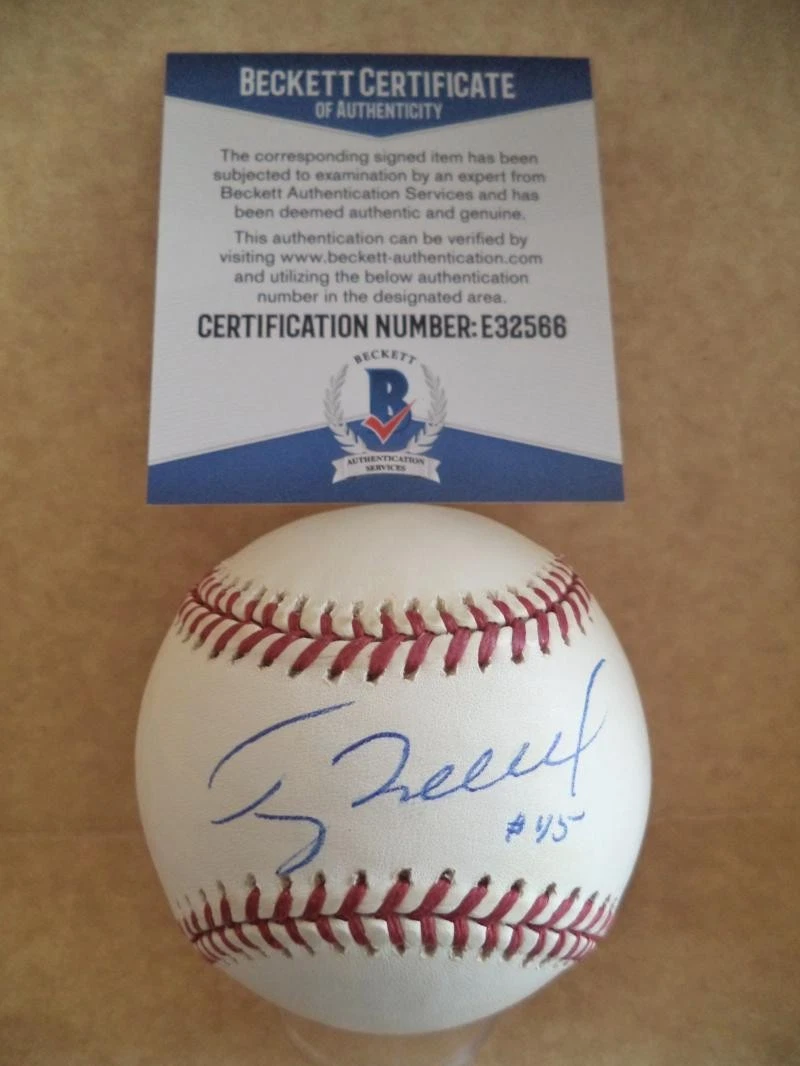 BECKETT CERTIFICATE
OF AUTHENTICITY
The corresponding signed item has been
subjected to examination by an expert from
Beckett Authentication Services and has
been deemed authentic and genuine.
This authentication can be verified by
visiting www.beckett-authentication.com
and utilizing the below authentication
number in the designated area.
CERTIFICATION NUMBER: E32566
BECKETT
B
AUTHENTICATION
SERVICES
#45